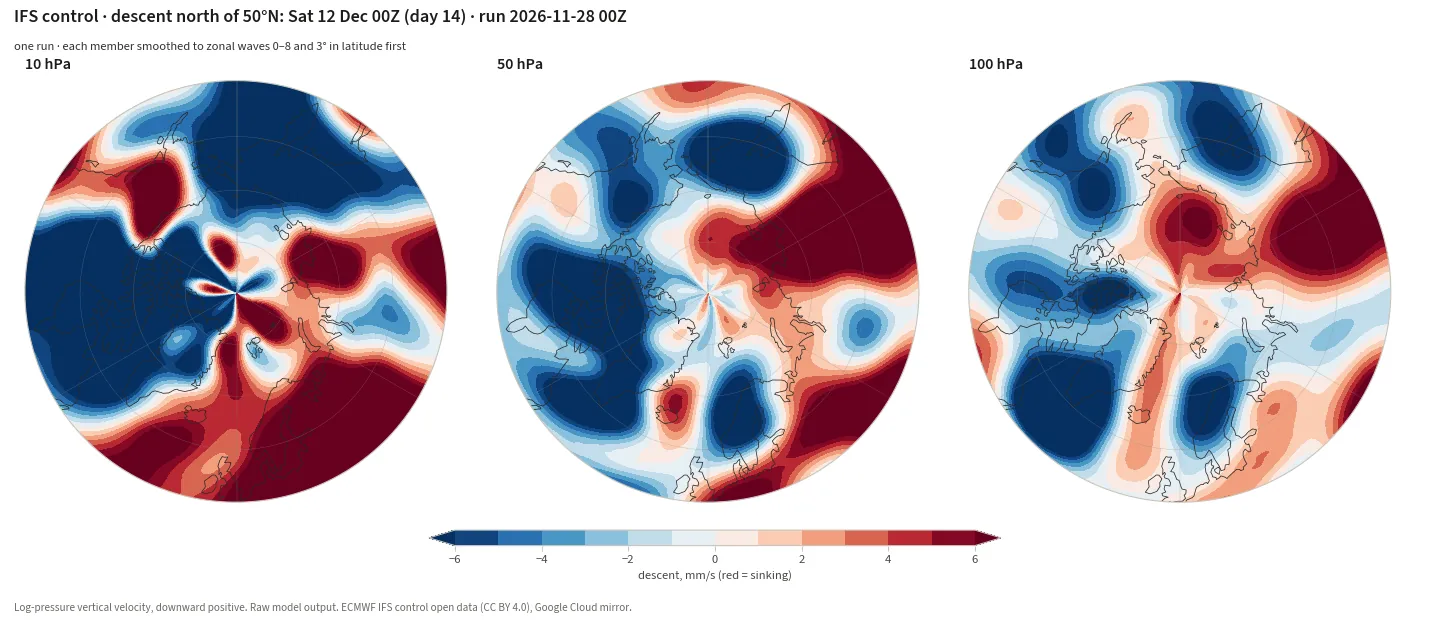 IFS control · descent north of 50°N: Sat 12 Dec 00Z (day 14) · run 2026-11-28 00Z
one run · each member smoothed to zonal waves 0–8 and 3° in latitude first
10 hPa
50 hPa
100 hPa
−6 −4 −2 0 2 4 6
descent, mm/s (red = sinking)
Log-pressure vertical velocity, downward positive. Raw model output. ECMWF IFS control open data (CC BY 4.0), Google Cloud mirror.